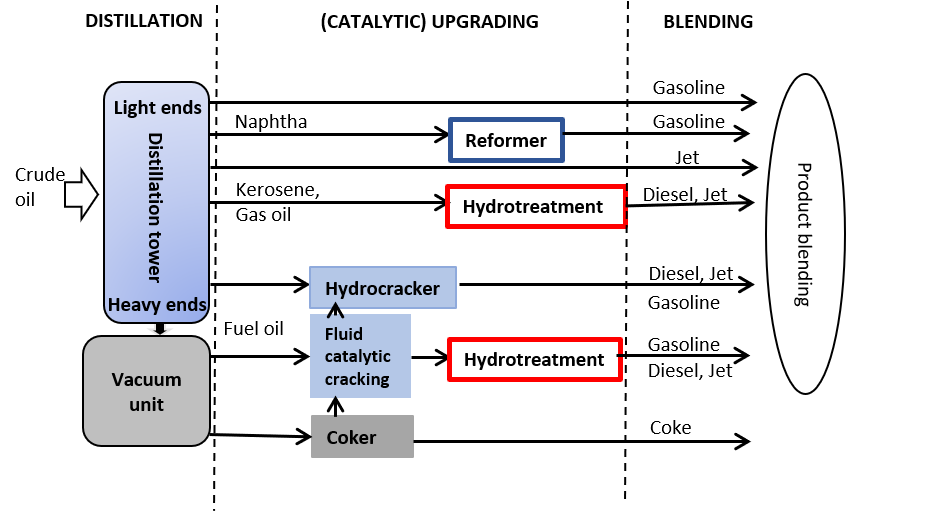 DISTILLATION
(CATALYTIC) UPGRADING
BLENDING
Light ends
Distillation tower
Heavy ends
Crude
oil
Naphtha
Reformer
Gasoline
Gasoline
Jet
Kerosene,
Gas oil
Hydrotreatment
Diesel, Jet
Hydrocracker
Diesel, Jet
Gasoline
Fuel oil
Fluid
catalytic
cracking
Hydrotreatment
Gasoline
Diesel, Jet
Vacuum
unit
Coker
Coke
Product blending